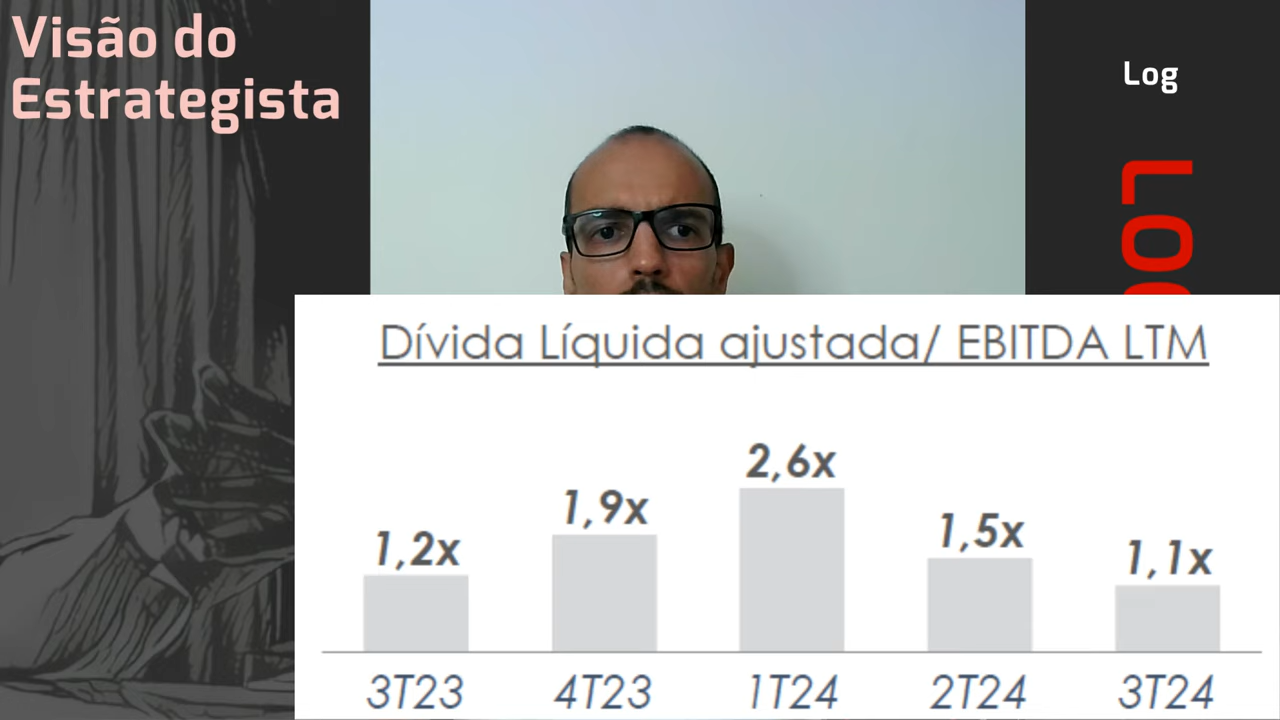 Visão do
Estrategista
Log
LO
Dívida Líquida ajustada/ EBITDA LTM
1,2x
1,9x
2,6x
1,5x
1,1x
3T23
4T23
1T24
2T24
3T24